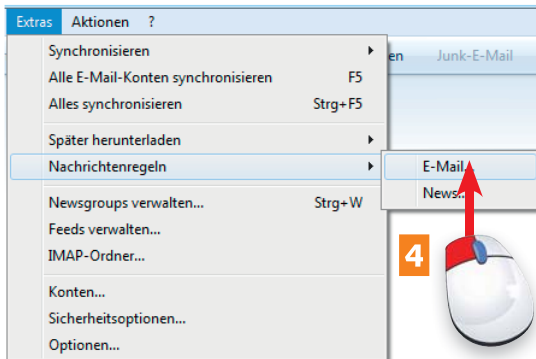 Extras Aktionen ?
en Junk-E-Mail
Synchronisieren
Alle E-Mail-Konten synchronisieren F5
Alles synchronisieren Strg+F5
Später herunterladen
Nachrichtenregeln
E-Mail...
News...
Newsgroups verwalten... Strg+W
Feeds verwalten...
IMAP-Ordner...
4
Konten...
Sicherheitsoptionen...
Optionen...